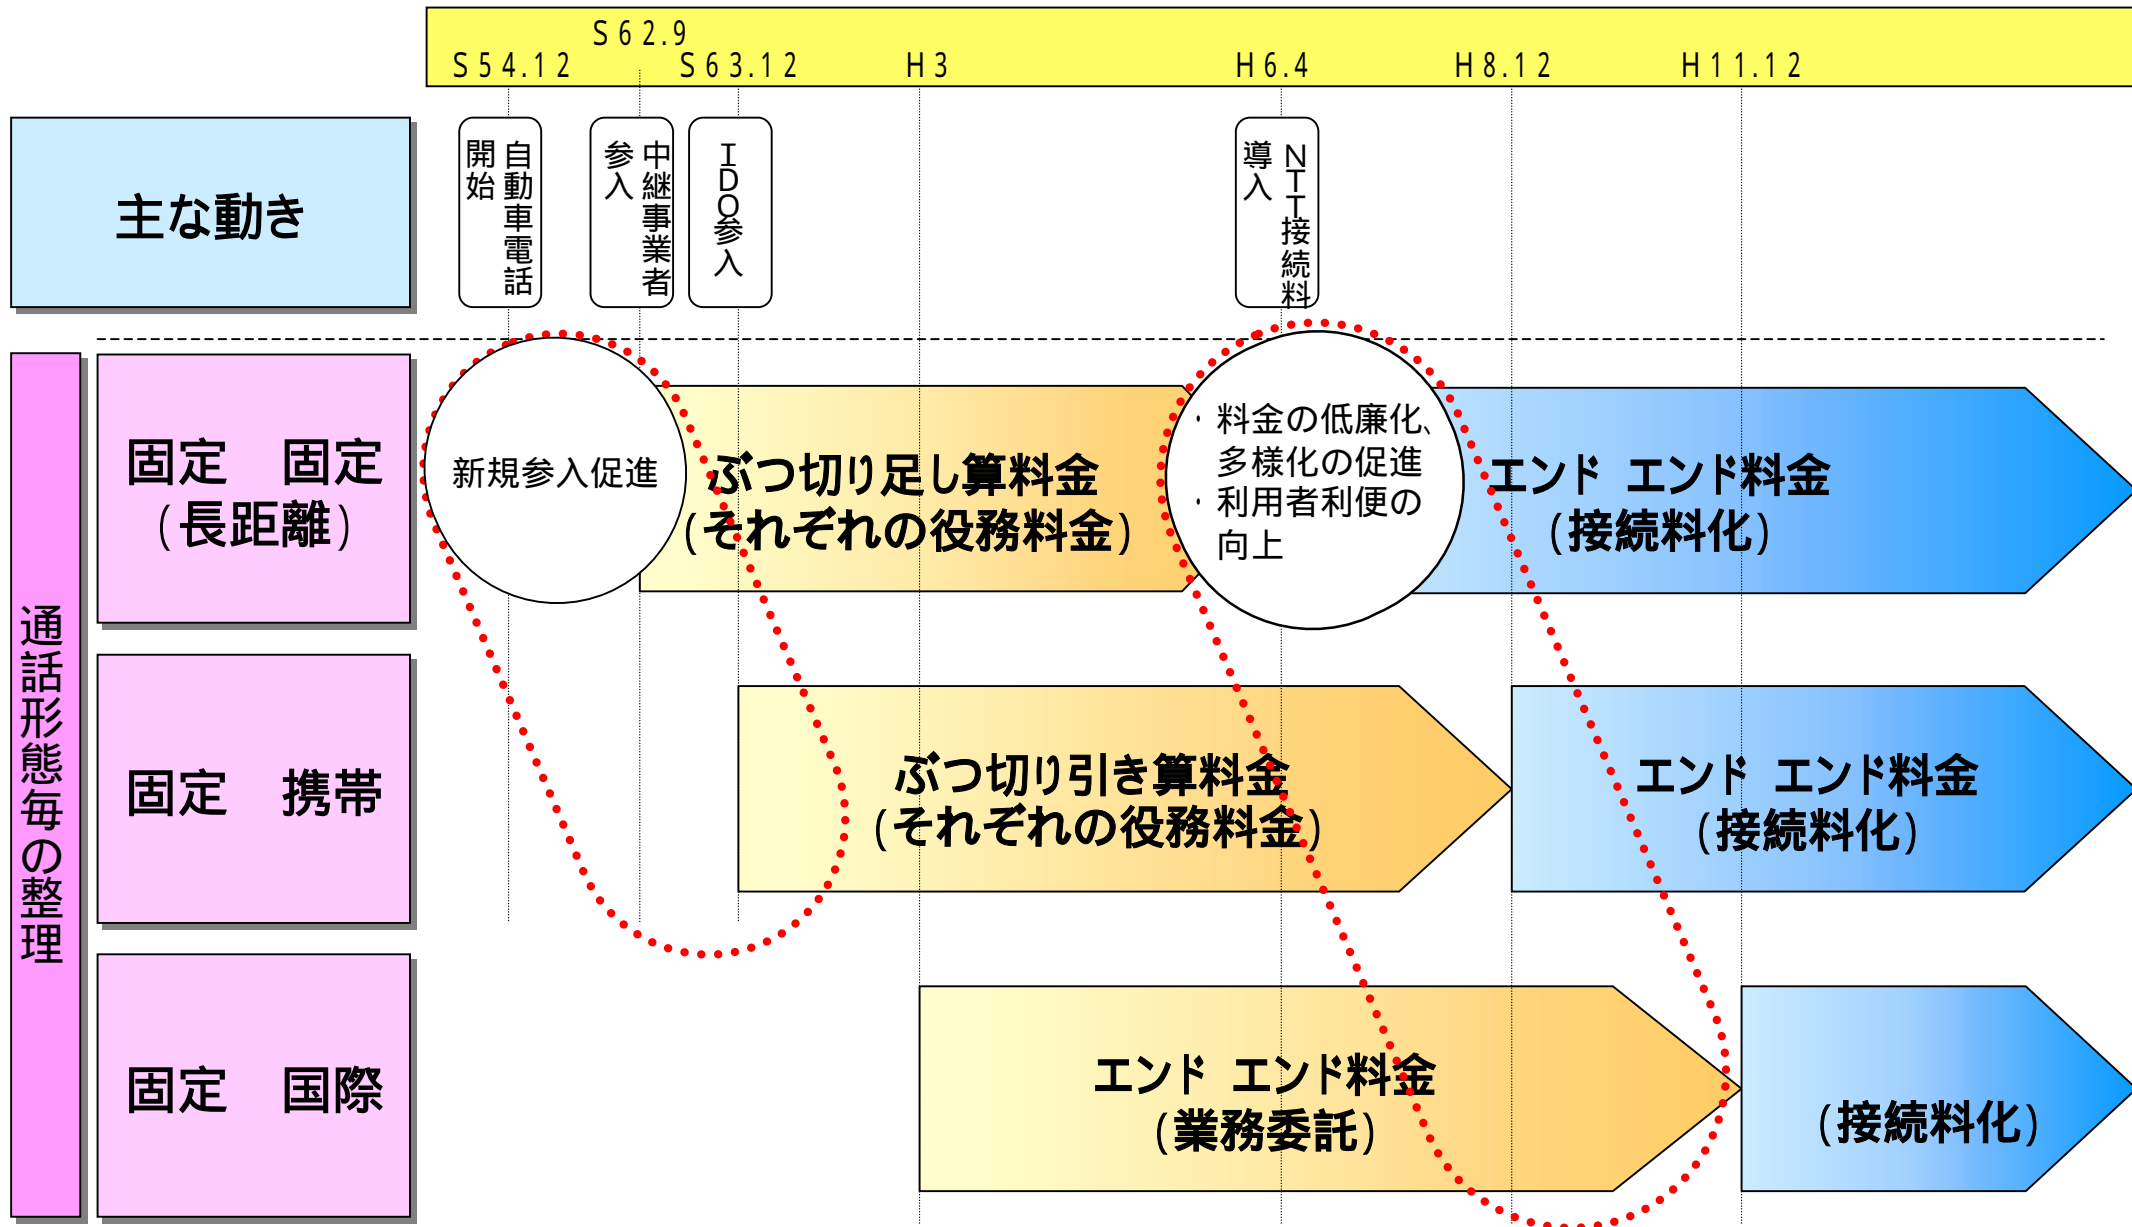 S62.9
S54.12 S63.12 H3 H6.4 H8.12 H11.12
主な動き
自動車電話
開始
中継事業者
参入
IDO参入
NTT接続料
導入
通話形態毎の整理
固定 固定
(長距離)
新規参入促進
ぶつ切り足し算料金
(それぞれの役務料金)
・料金の低廉化、
多様化の促進
・利用者利便の
向上
エンド エンド料金
(接続料化)
固定 携帯
ぶつ切り引き算料金
(それぞれの役務料金)
エンド エンド料金
(接続料化)
固定 国際
エンド エンド料金
(業務委託)
(接続料化)